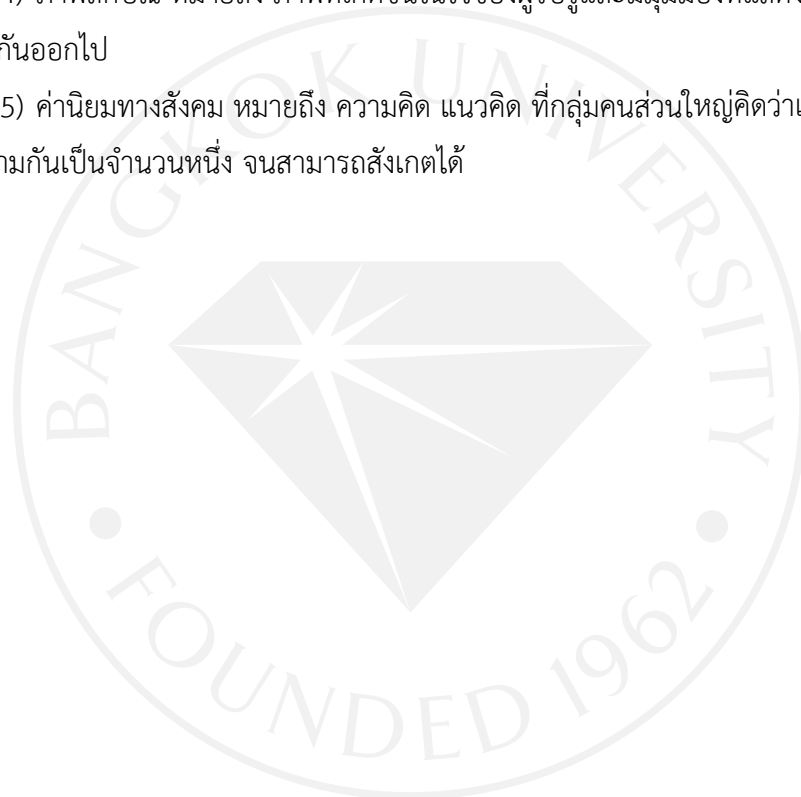 กันออกไป
5) ค่านิยมทางสังคม หมายถึง ความคิด แนวคิด ที่กลุ่มคนส่วนใหญ่คิดว่า
ามกันเป็นจำนวนหนึ่ง จนสามารถสังเกตได้
BANGKOK UNIVERSITY
FOUNDED 1962